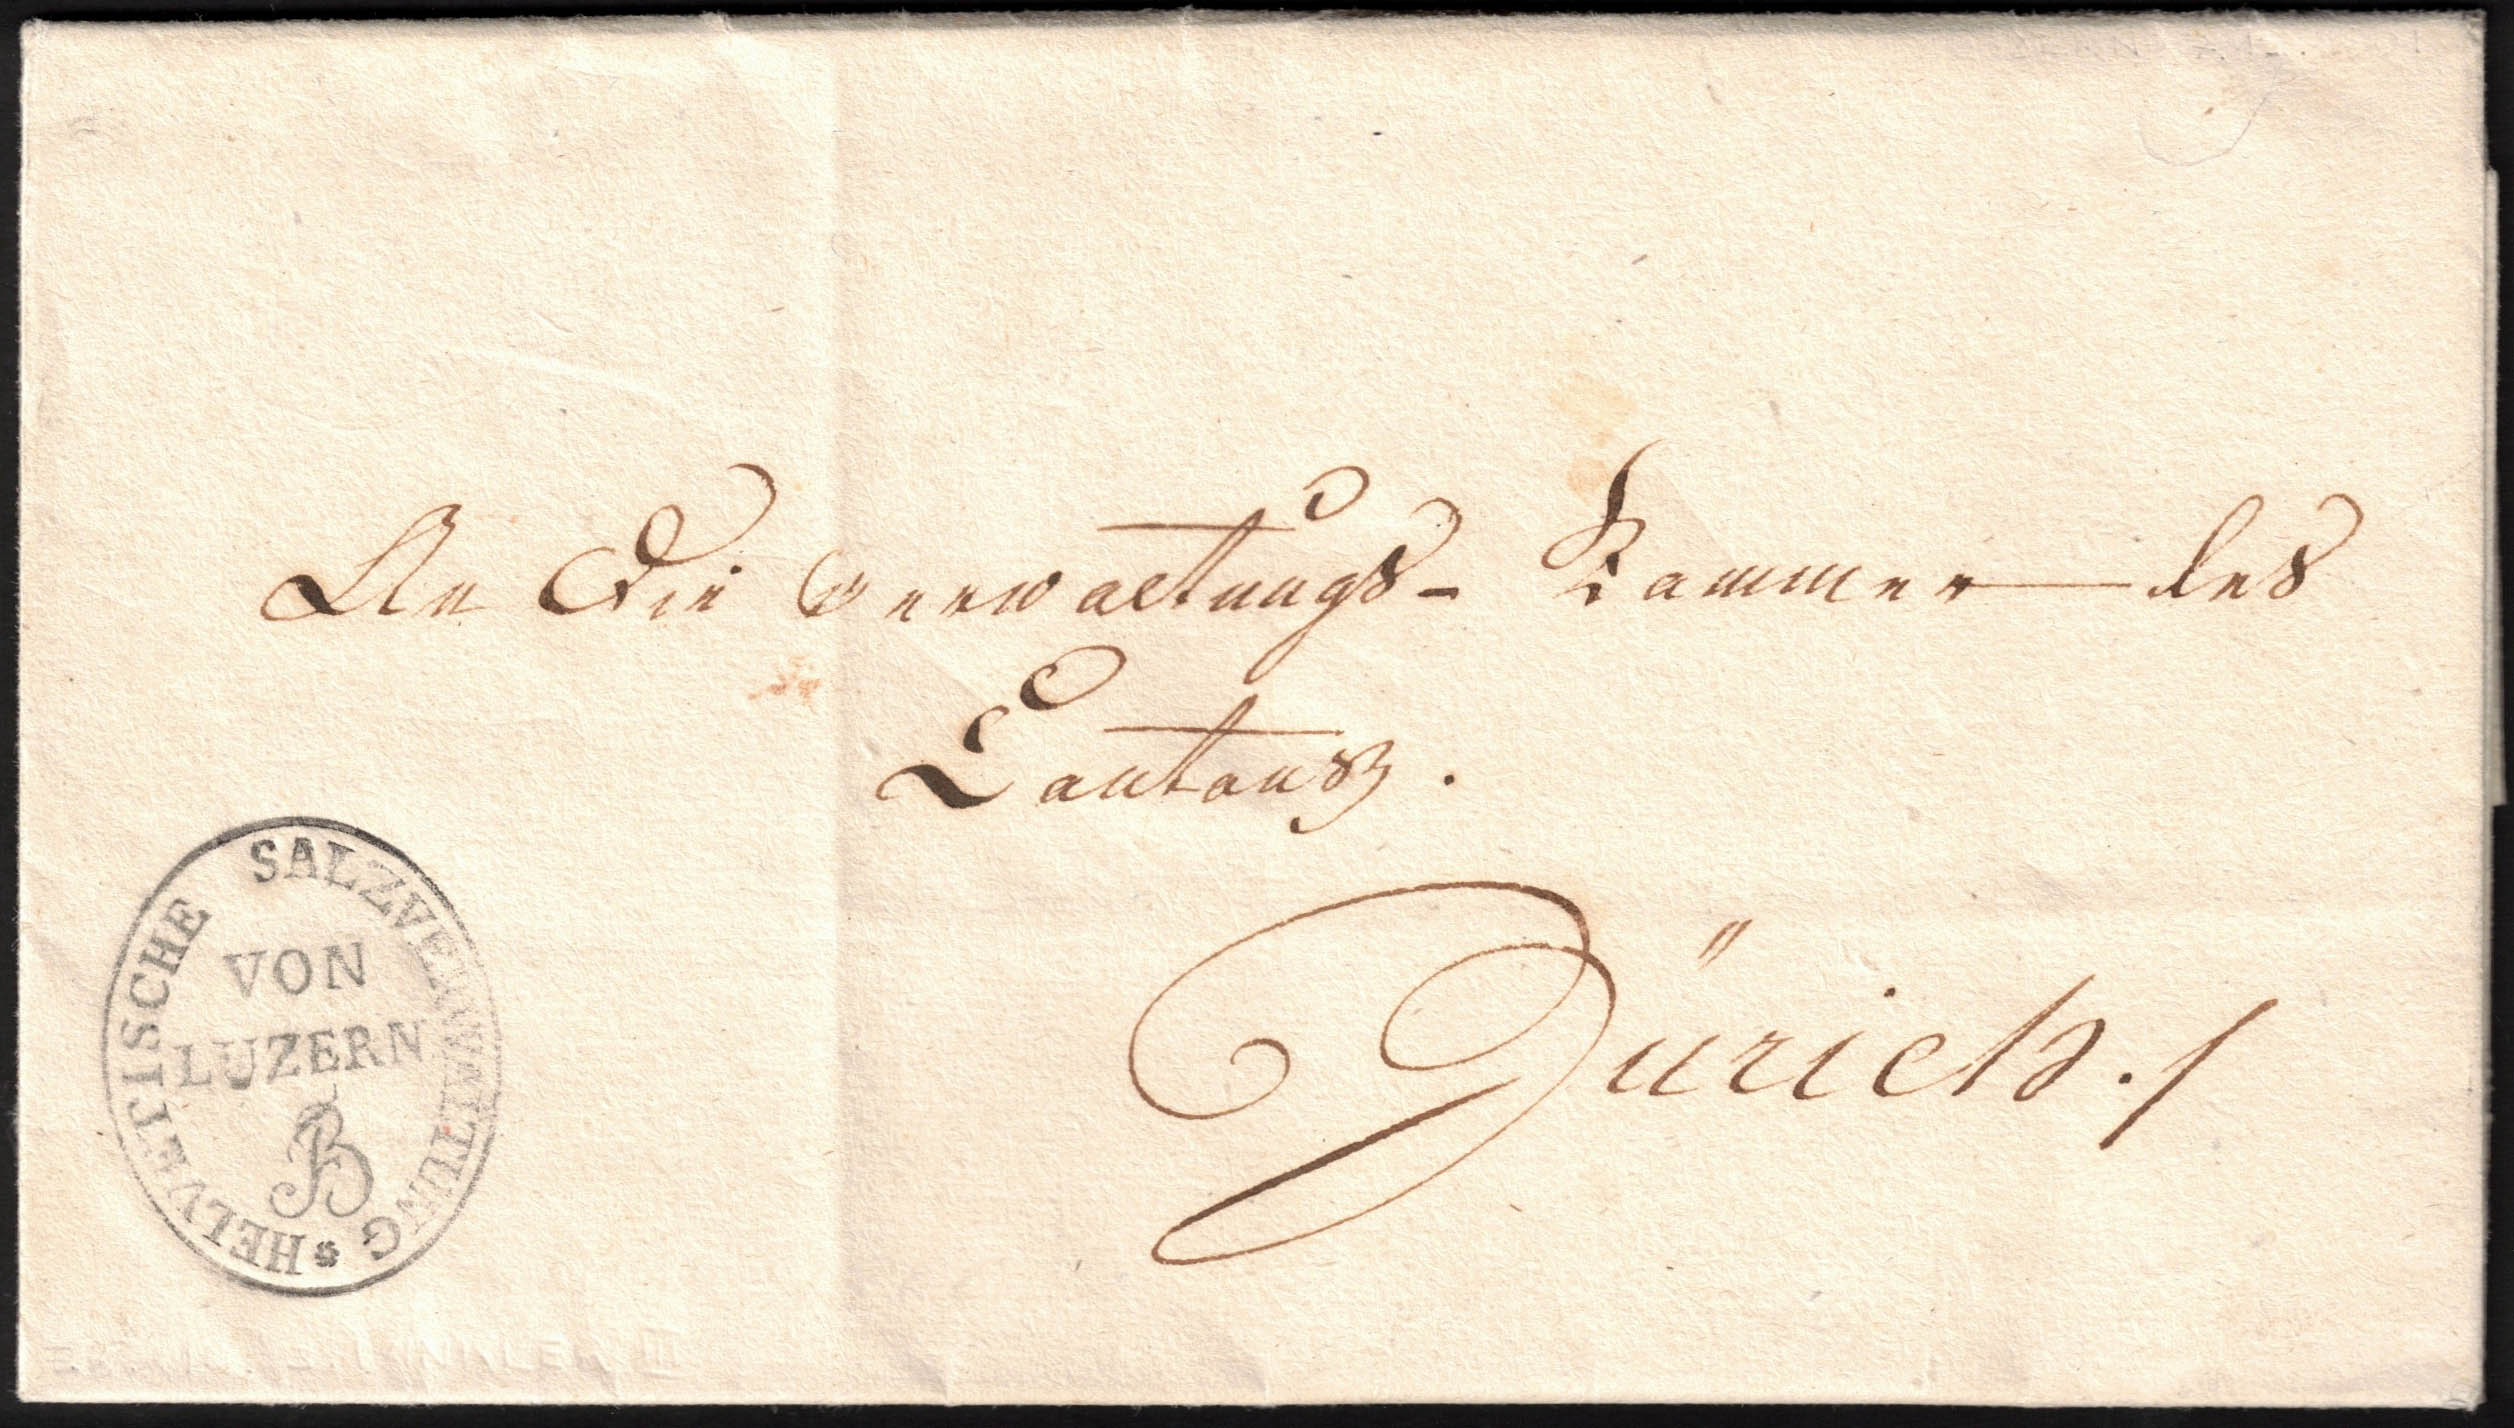 An Die Verwaltungs- Kammer des
Cantons.
Zürich./
HELVETISCHE SALZVERWALTUNG *
VON
LUZERN